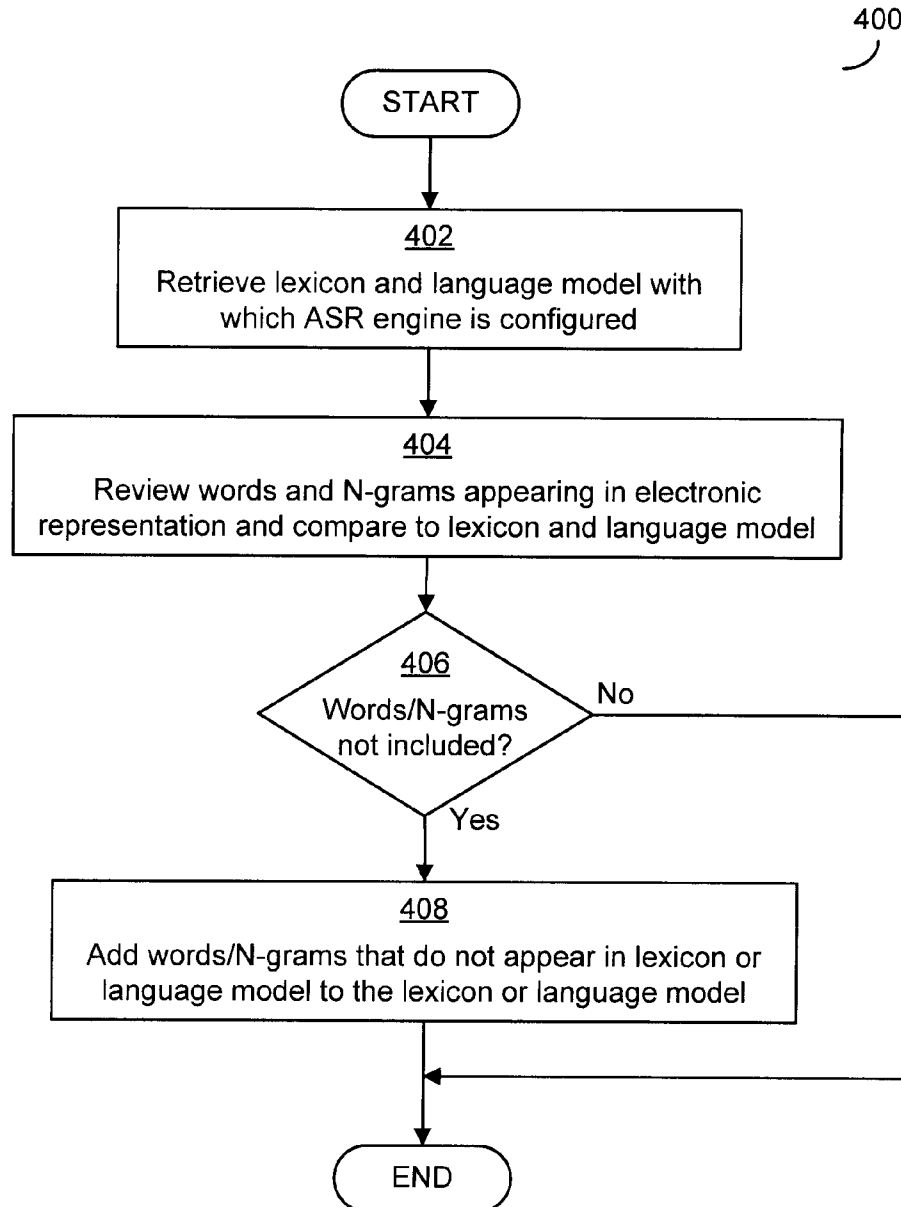 400
START
402
Retrieve lexicon and language model with
which ASR engine is configured
404
Review words and N-grams appearing in electronic
representation and compare to lexicon and language model
406
Words/N-grams
not included?
No
Yes
408
Add words/N-grams that do not appear in lexicon or
language model to the lexicon or language model
END